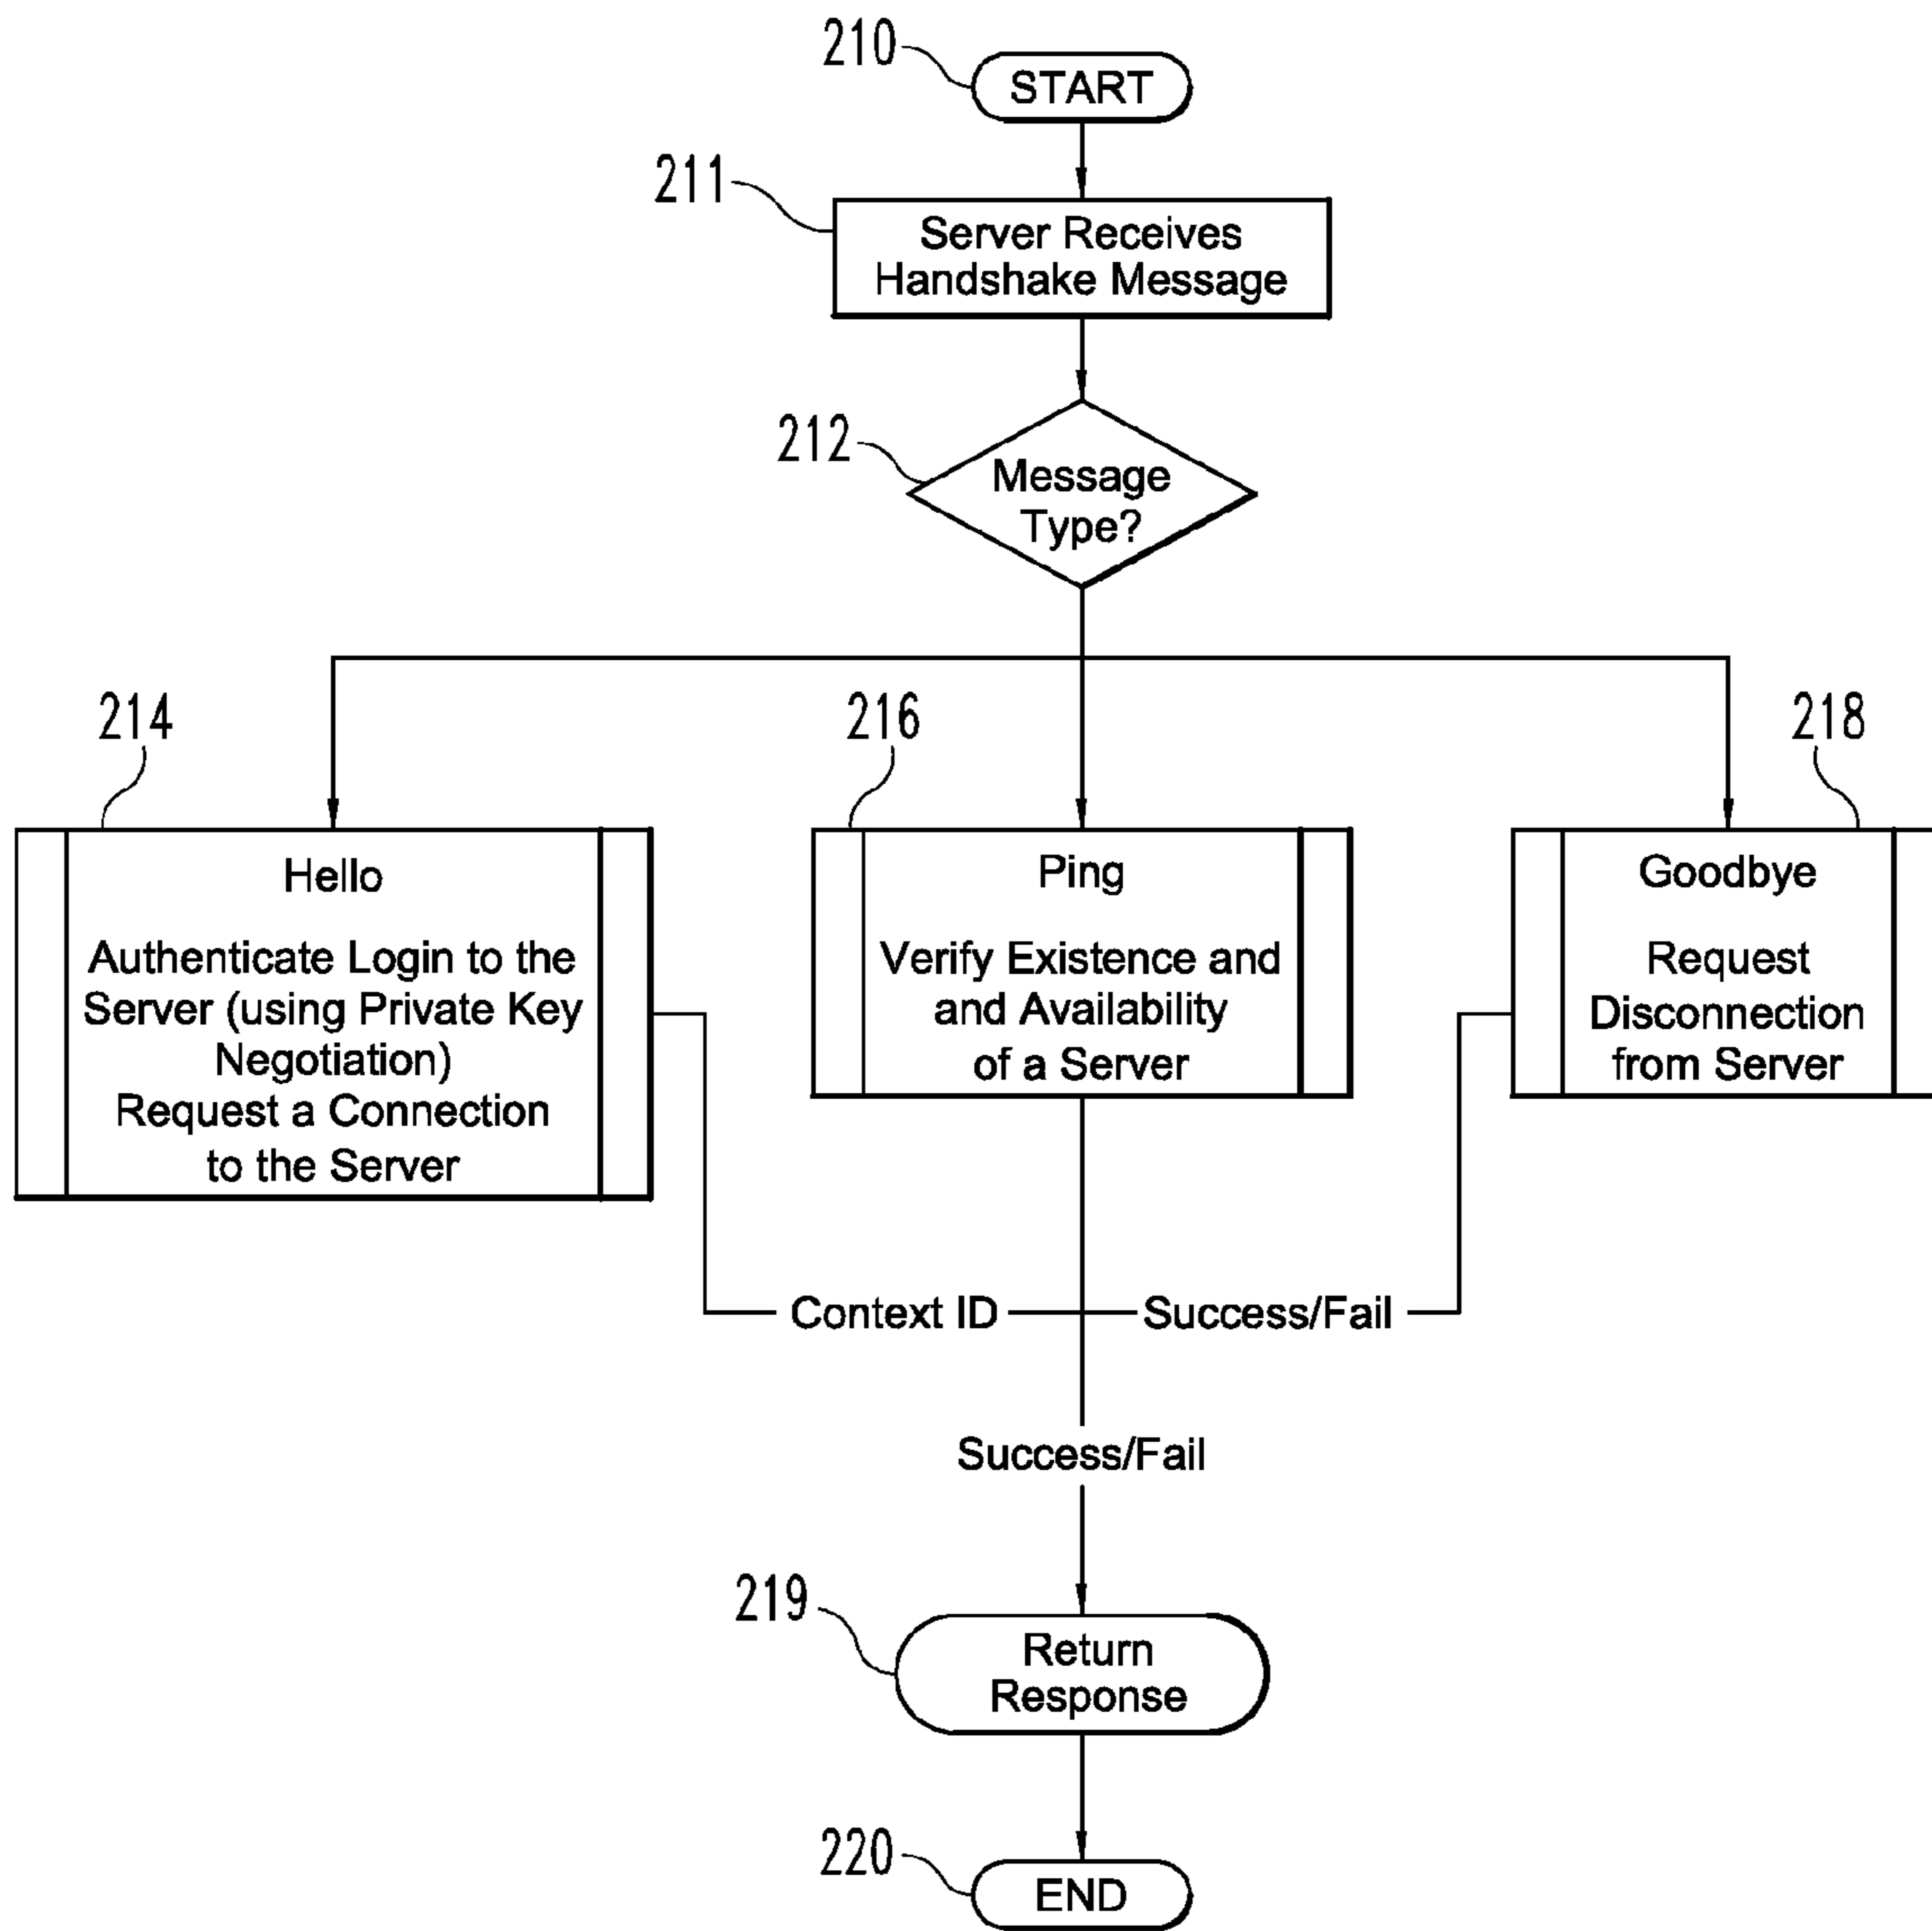 210
START
211
Server Receives
Handshake Message
212
Message
Type?
214
216
218
Hello
Authenticate Login to the
Server (using Private Key
Negotiation)
Request a Connection
to the Server
Ping
Verify Existence and
and Availability
of a Server
Goodbye
Request
Disconnection
from Server
Context ID
Success/Fail
Success/Fail
219
Return
Response
220
END